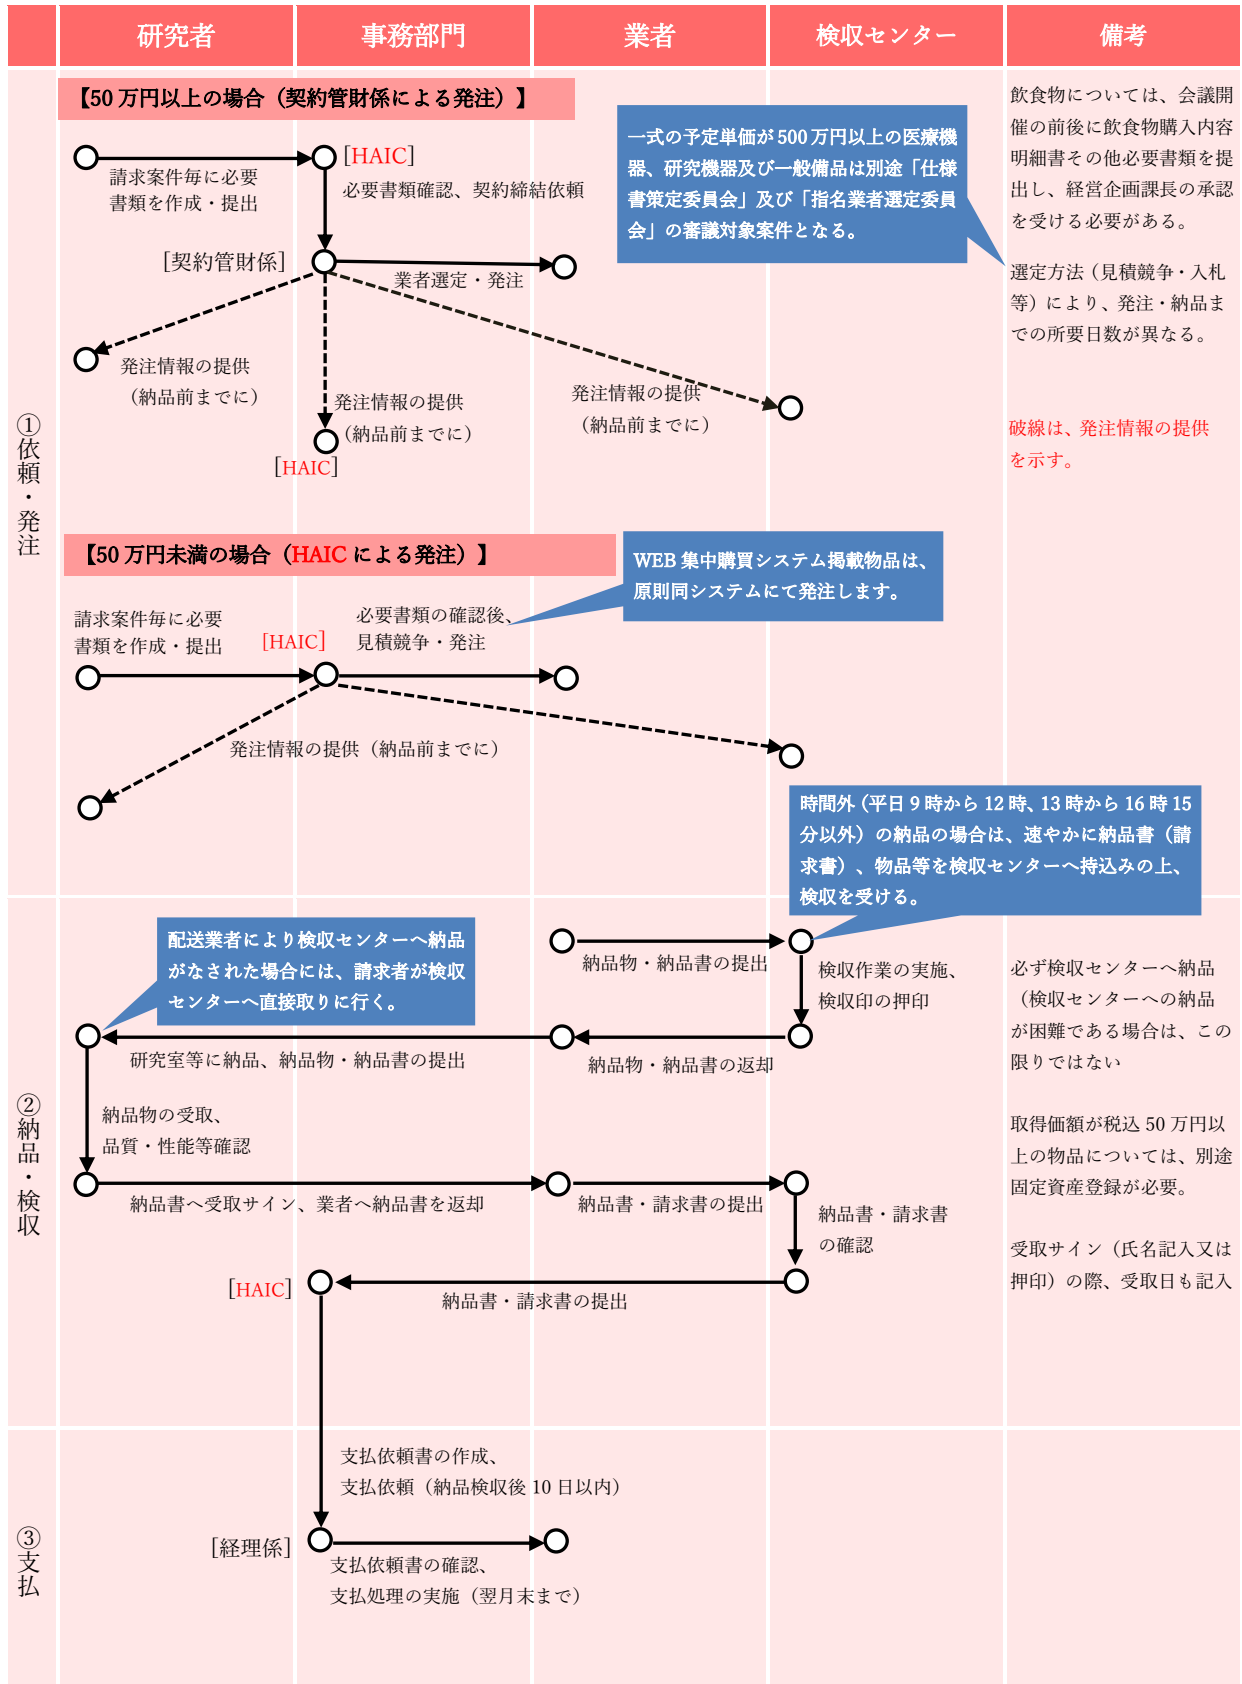 研究者
事務部門
業者
検収センター
備考
①依頼・発注
【50 万円以上の場合（契約管財係による発注）】
[HAIC]
請求案件毎に必要
書類を作成・提出
必要書類確認、契約締結依頼
一式の予定単価が 500 万円以上の医療機
器、研究機器及び一般備品は別途「仕様
書策定委員会」及び「指名業者選定委員
会」の審議対象案件となる。
[契約管財係]
業者選定・発注
発注情報の提供
（納品前までに）
発注情報の提供
（納品前までに）
[HAIC]
発注情報の提供
（納品前までに）
飲食物については、会議開
催の前後に飲食物購入内容
明細書その他必要書類を提
出し、経営企画課長の承認
を受ける必要がある。
選定方法（見積競争・入札
等）により、発注・納品ま
での所要日数が異なる。
破線は、発注情報の提供
を示す。
【50 万円未満の場合（HAIC による発注）】
WEB 集中購買システム掲載物品は、
原則同システムにて発注します。
請求案件毎に必要
書類を作成・提出
[HAIC]
必要書類の確認後、
見積競争・発注
発注情報の提供（納品前までに）
時間外（平日 9 時から 12 時、13 時から 16 時 15
分以外）の納品の場合は、速やかに納品書（請
求書）、物品等を検収センターへ持込みの上、
検収を受ける。
②納品・検収
配送業者により検収センターへ納品
がなされた場合には、請求者が検収
センターへ直接取りに行く。
納品物・納品書の提出
検収作業の実施、
検収印の押印
研究室等に納品、納品物・納品書の提出
納品物・納品書の返却
納品物の受取、
品質・性能等確認
納品書へ受取サイン、業者へ納品書を返却
納品書・請求書の提出
納品書・請求書
の確認
[HAIC]
納品書・請求書の提出
必ず検収センターへ納品
（検収センターへの納品
が困難である場合は、この
限りではない
取得価額が税込 50 万円以
上の物品については、別途
固定資産登録が必要。
受取サイン（氏名記入又は
押印）の際、受取日も記入
③支払
支払依頼書の作成、
支払依頼（納品検収後 10 日以内）
[経理係]
支払依頼書の確認、
支払処理の実施（翌月末まで）